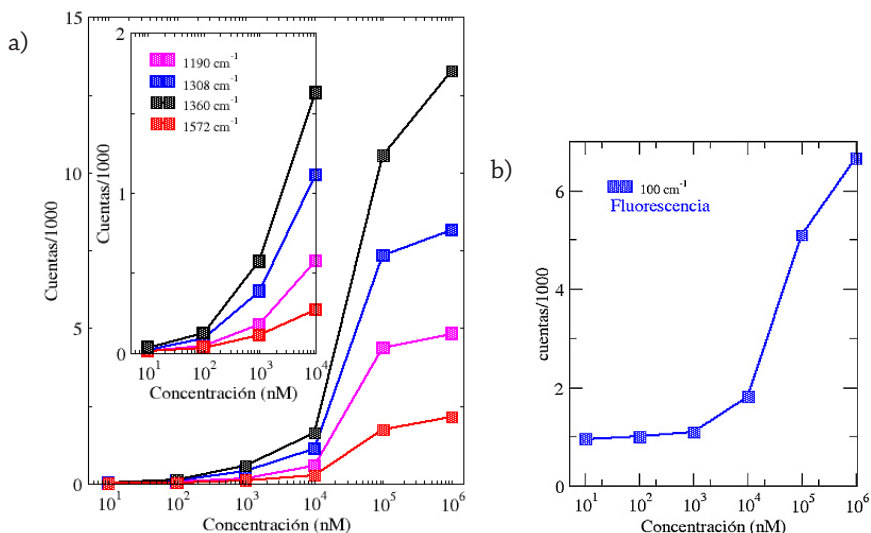 a)
15
10
5
0
Cuentas/1000
10^1 10^2 10^3 10^4 10^5 10^6
Concentración (nM)
2
1
0
Cuentas/1000
1190 cm^-1
1308 cm^-1
1360 cm^-1
1572 cm^-1
10^1 10^2 10^3 10^4
Concentración (nM)
b)
6
4
2
0
cuentas/1000
100 cm^-1
Fluorescencia
10^1 10^2 10^3 10^4 10^5 10^6
Concentración (nM)